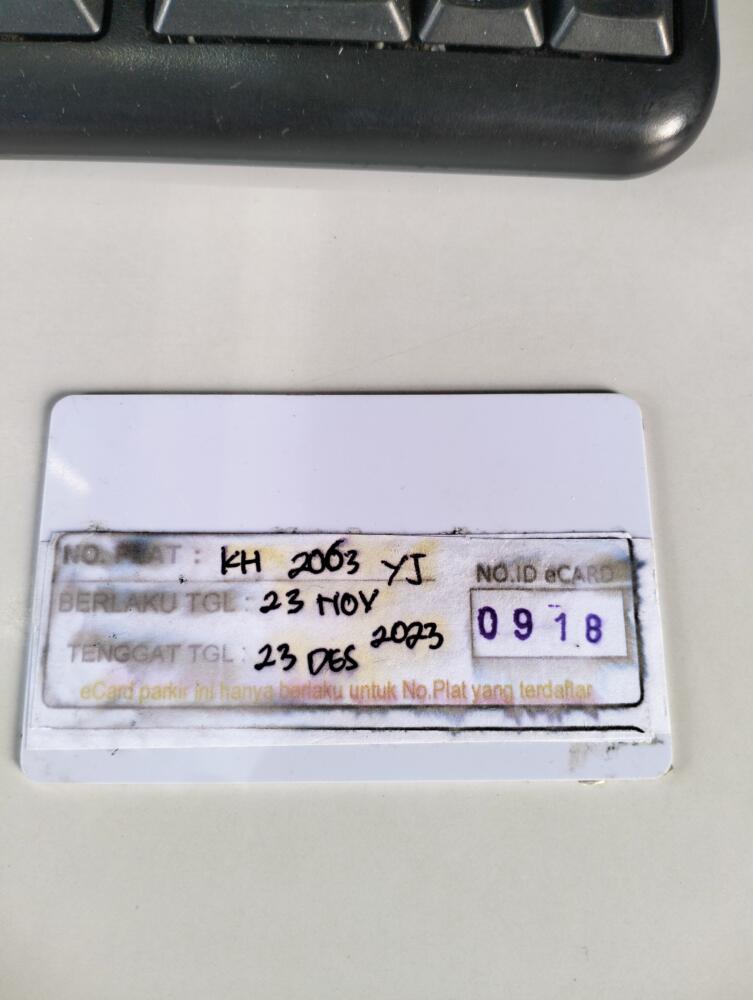 NO. PLAT : KH 2063 YJ
NO.ID eCARD
BERLAKU TGL : 23 NOV
0918
2023
TENGGAT TGL : 23 DES
eCard parkir ini hanya berlaku untuk No.Plat yang terdaftar